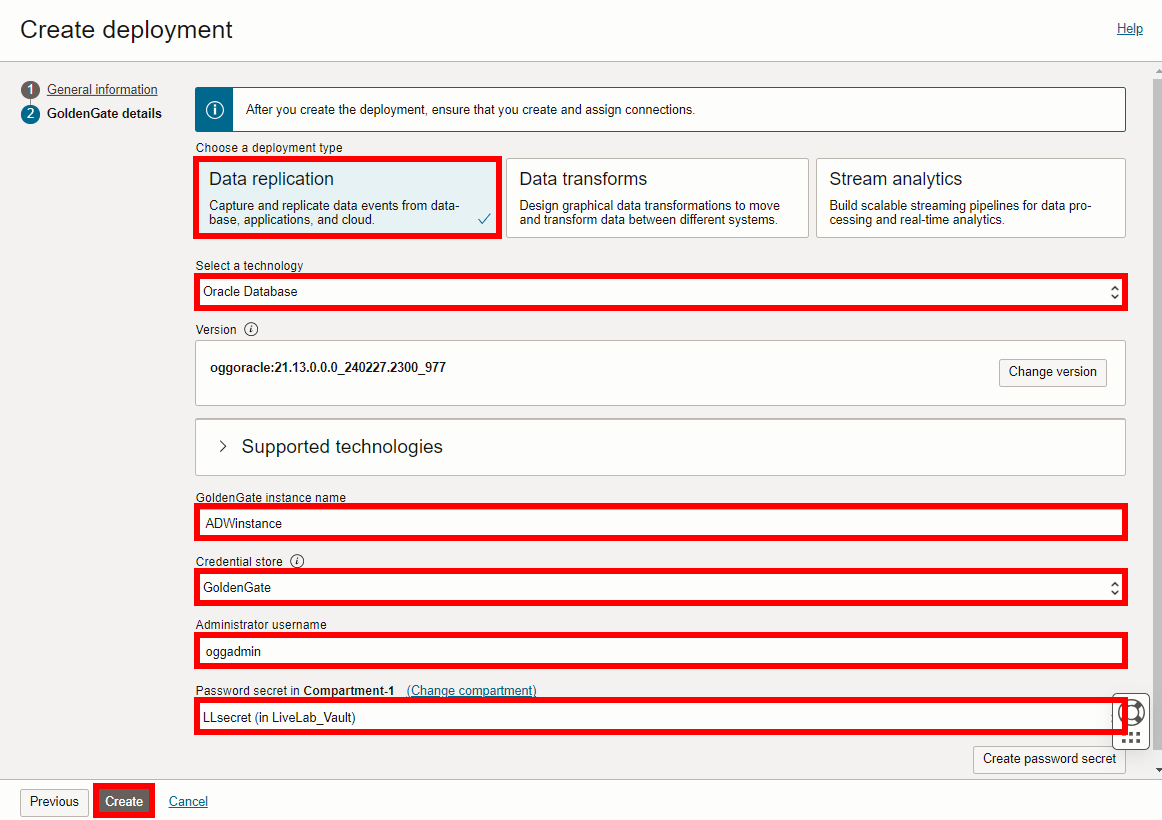 Create deployment
Help
1 General information
2 GoldenGate details
After you create the deployment, ensure that you create and assign connections.
Choose a deployment type
Data replication
Capture and replicate data events from data-
base, applications, and cloud.
Data transforms
Design graphical data transformations to move
and transform data between different systems.
Stream analytics
Build scalable streaming pipelines for data pro-
cessing and real-time analytics.
Select a technology
Oracle Database
Version
oggoracle:21.13.0.0.0_240227.2300_977
Change version
Supported technologies
GoldenGate instance name
ADWinstance
Credential store
GoldenGate
Administrator username
oggadmin
Password secret in Compartment-1 (Change compartment)
LLsecret (in LiveLab_Vault)
Create password secret
Previous
Create
Cancel